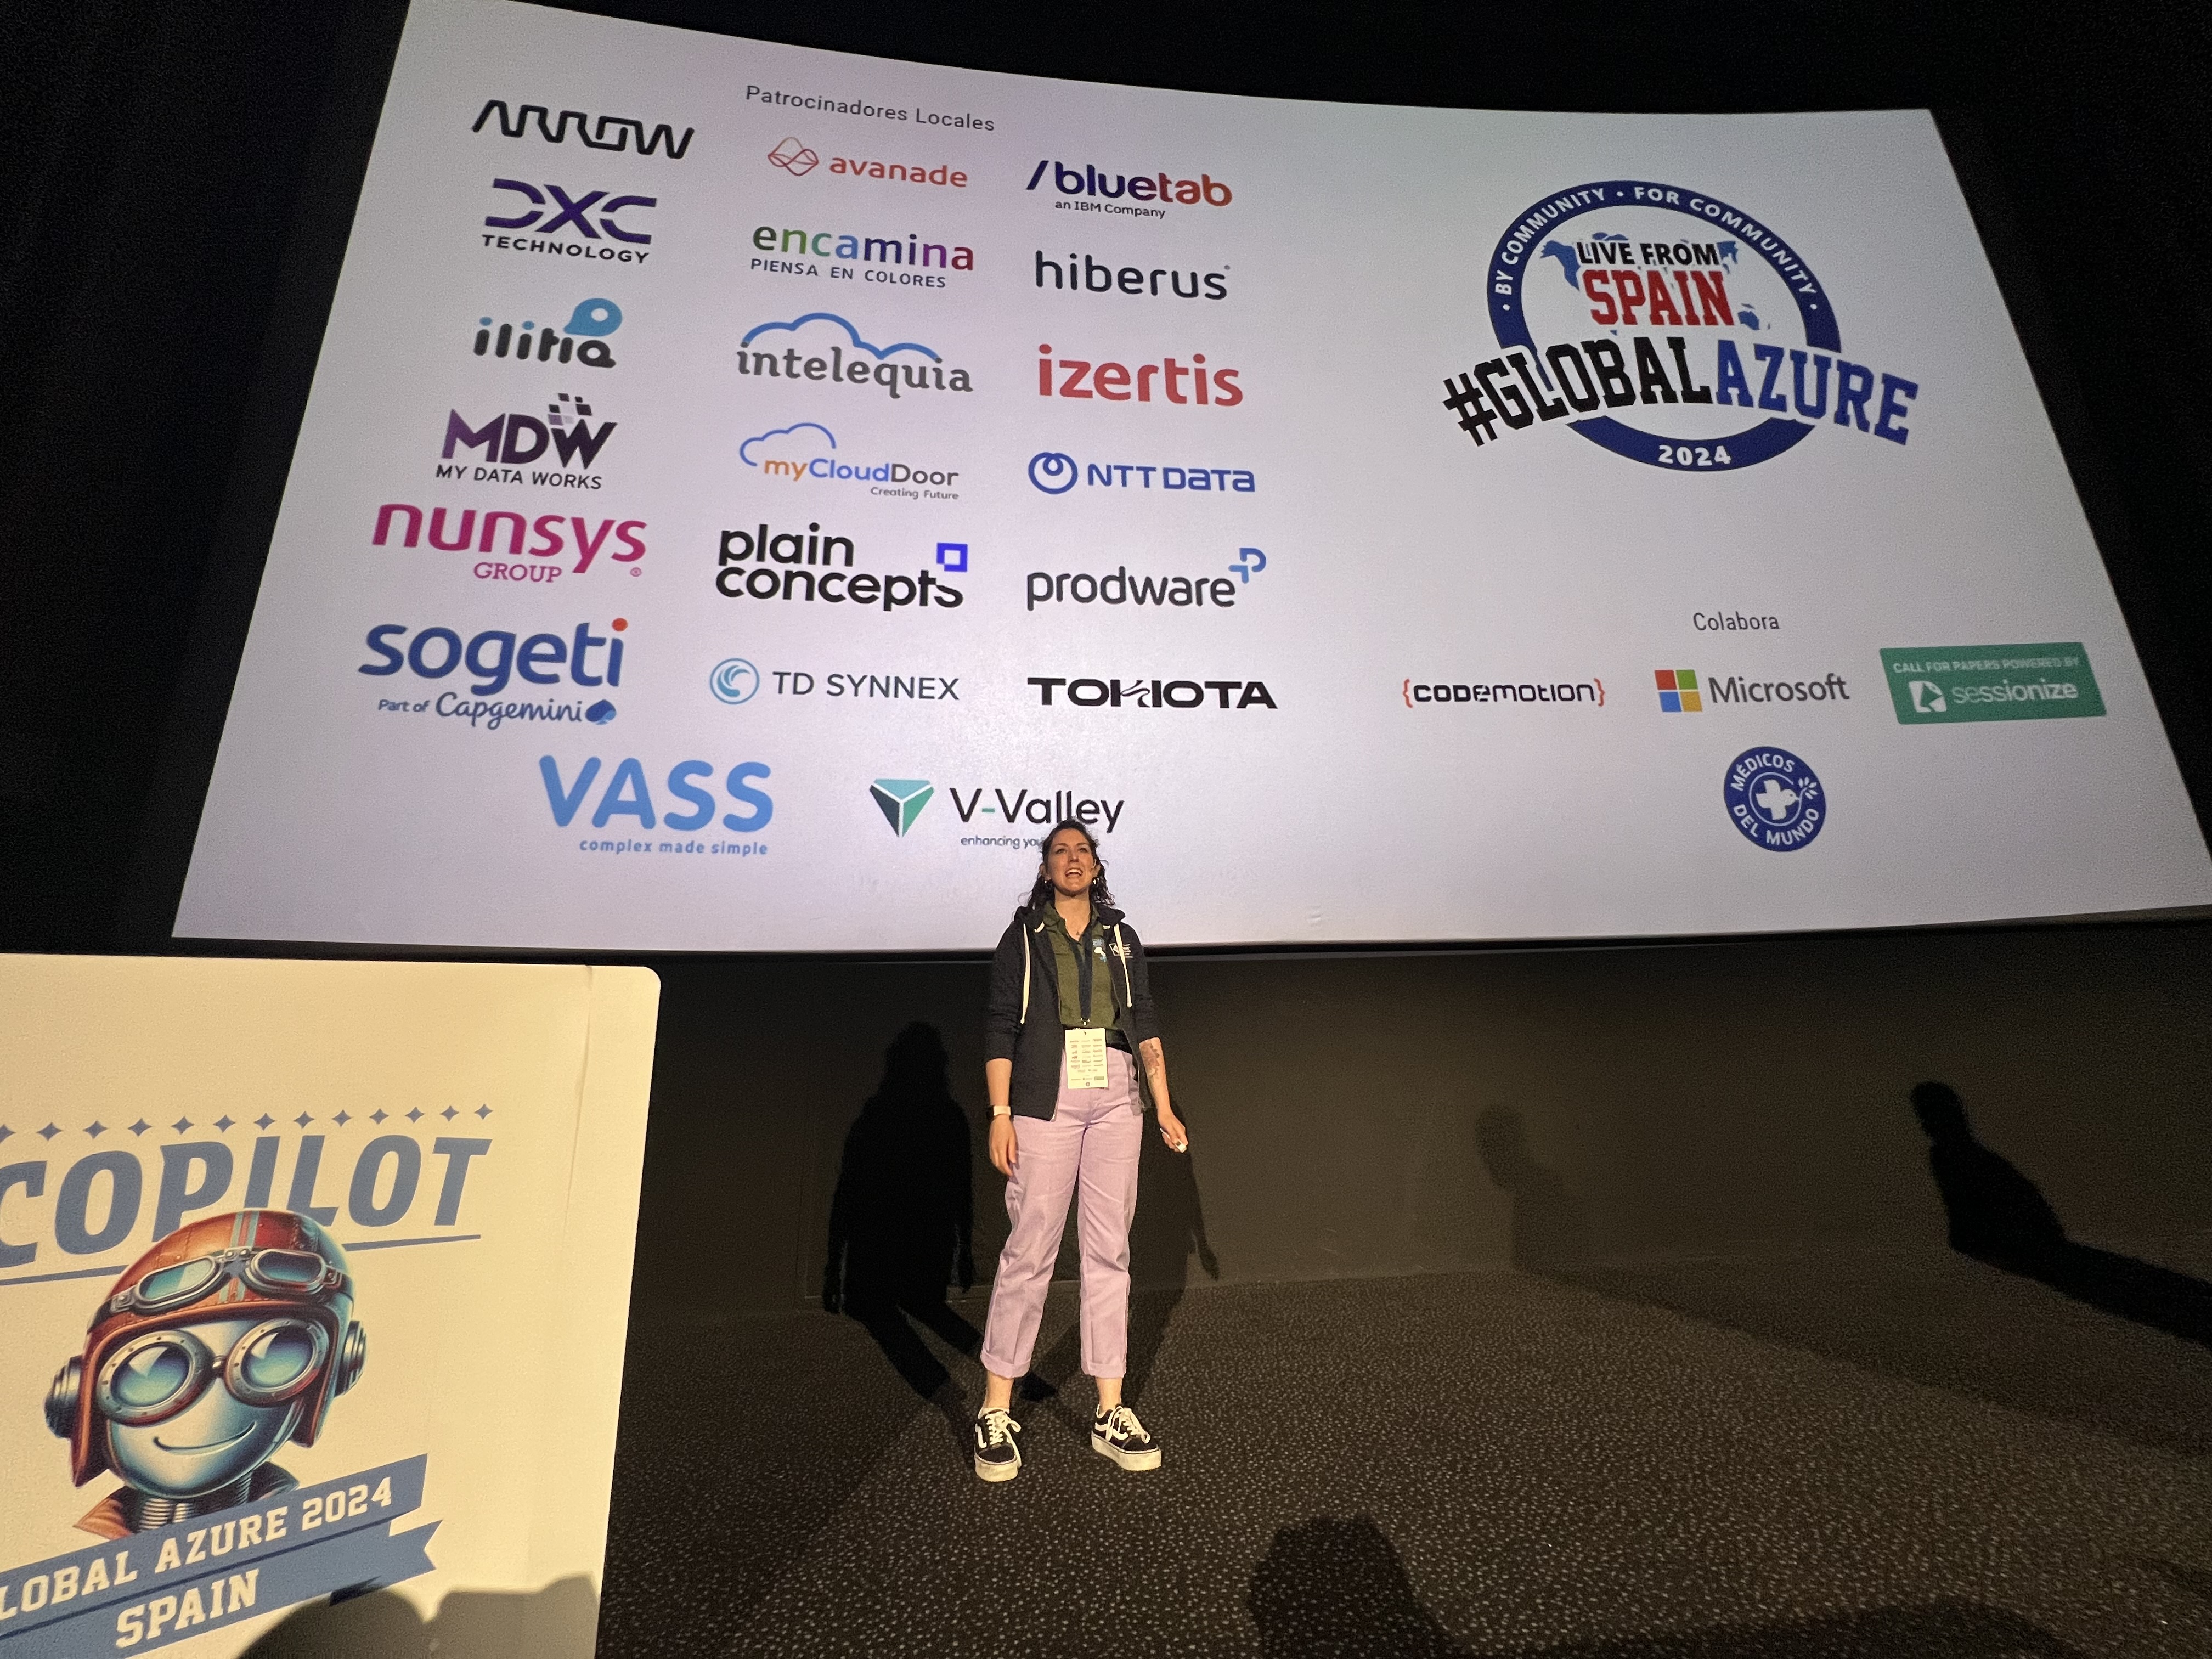 Patrocinadores Locales
ARROW
avanade
/bluetab
an IBM Company
DXC
TECHNOLOGY
encamina
PIENSA EN COLORES
hiberus
ilitia
intelequia
izertis
MDW
MY DATA WORKS
myCloudDoor
Creating Future
NTT DATA
nunsys
GROUP
plain
concepts
prodware
sogeti
Part of Capgemini
TD SYNNEX
TOKIOTA
VASS
complex made simple
V-Valley
enhancing
BY COMMUNITY • FOR COMMUNITY
LIVE FROM
SPAIN
#GLOBALAZURE
2024
Colabora
{CODEMOTION}
Microsoft
CALL FOR PAPERS POWERED BY
sessionize
MÉDICOS
DEL MUNDO
COPILOT
LOBAL AZURE 2024
SPAIN